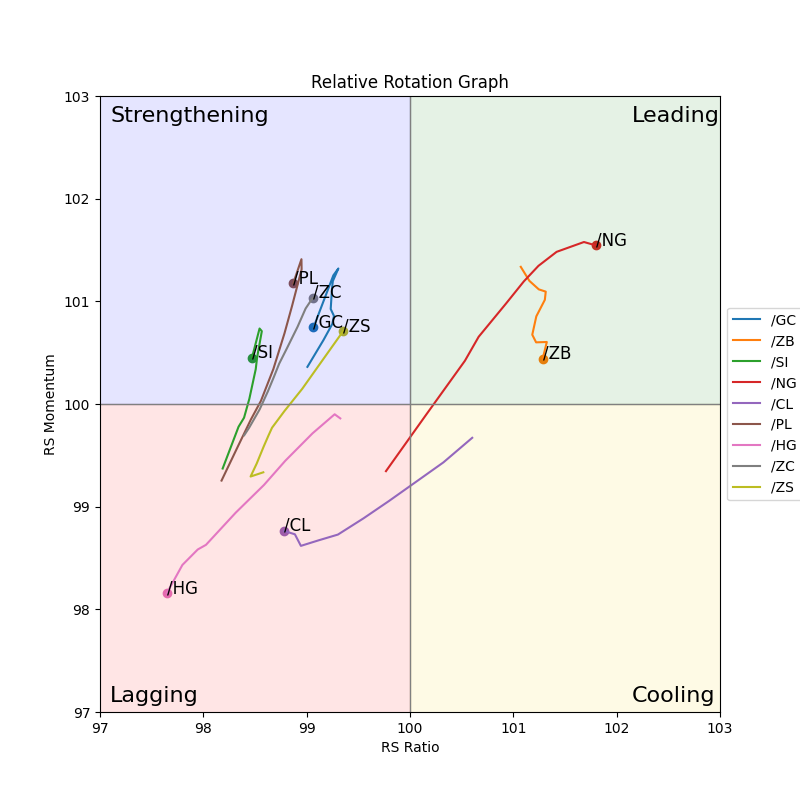 Relative Rotation Graph
103
102
101
100
99
98
97
RS Momentum
Strengthening
Leading
/NG
/PL
/ZC
/GC
/ZS
/SI
/ZB
/CL
/HG
Lagging
Cooling
/GC
/ZB
/SI
/NG
/CL
/PL
/HG
/ZC
/ZS
97 98 99 100 101 102 103
RS Ratio